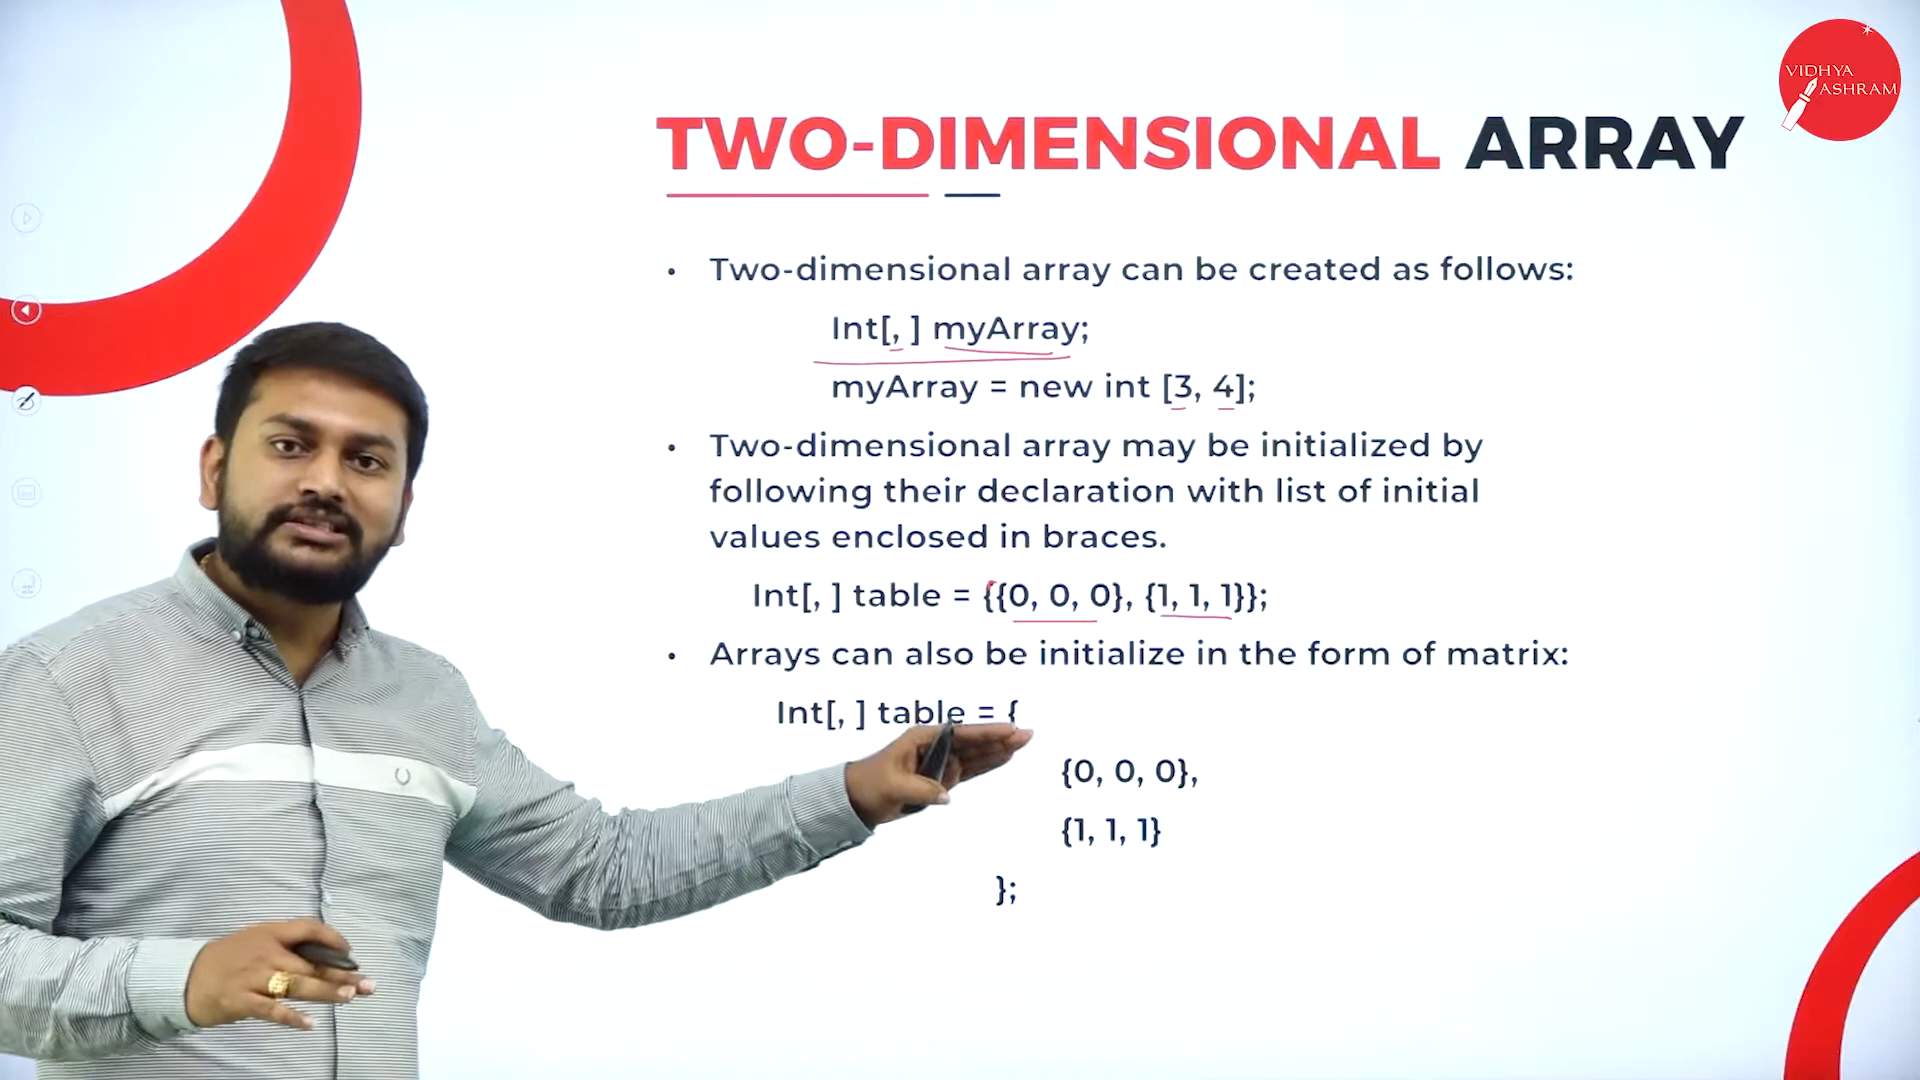 VIDHYA
ASHRAM
TWO-DIMENSIONAL ARRAY
• Two-dimensional array can be created as follows:
Int[, ] myArray;
myArray = new int [3, 4];
• Two-dimensional array may be initialized by
following their declaration with list of initial
values enclosed in braces.
Int[, ] table = {{0, 0, 0}, {1, 1, 1}};
• Arrays can also be initialize in the form of matrix:
Int[, ] table = {
{0, 0, 0},
{1, 1, 1}
};